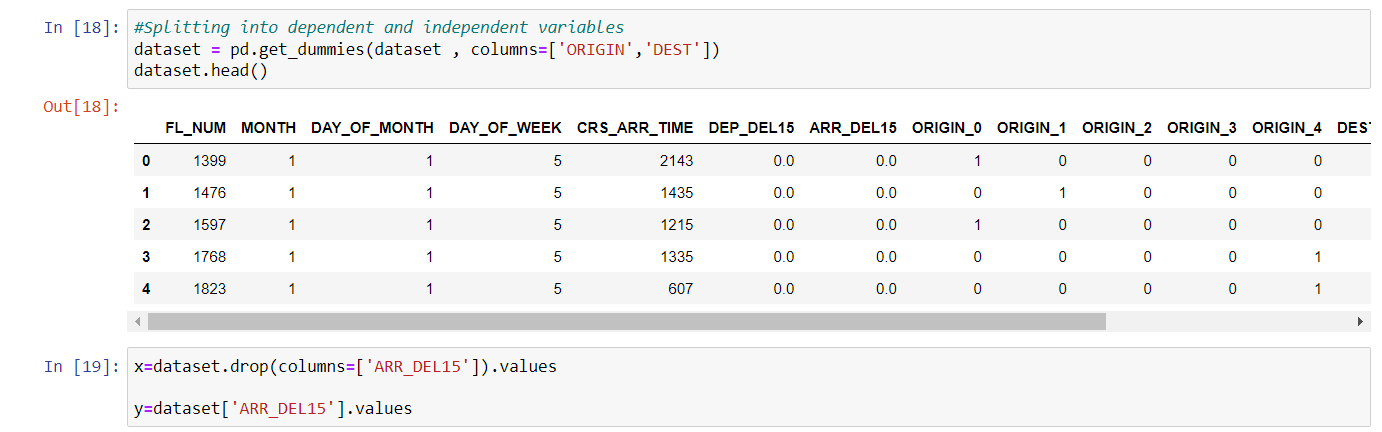 In [18]: #Splitting into dependent and independent variables
dataset = pd.get_dummies(dataset , columns=['ORIGIN','DEST'])
dataset.head()
Out[18]:
FL_NUM MONTH DAY_OF_MONTH DAY_OF_WEEK CRS_ARR_TIME DEP_DEL15 ARR_DEL15 ORIGIN_0 ORIGIN_1 ORIGIN_2 ORIGIN_3 ORIGIN_4 DEST
0 1399 1 1 5 2143 0.0 0.0 1 0 0 0 0
1 1476 1 1 5 1435 0.0 0.0 0 1 0 0 0
2 1597 1 1 5 1215 0.0 0.0 1 0 0 0 0
3 1768 1 1 5 1335 0.0 0.0 0 0 0 0 1
4 1823 1 1 5 607 0.0 0.0 0 0 0 0 1
In [19]: x=dataset.drop(columns=['ARR_DEL15']).values
y=dataset['ARR_DEL15'].values